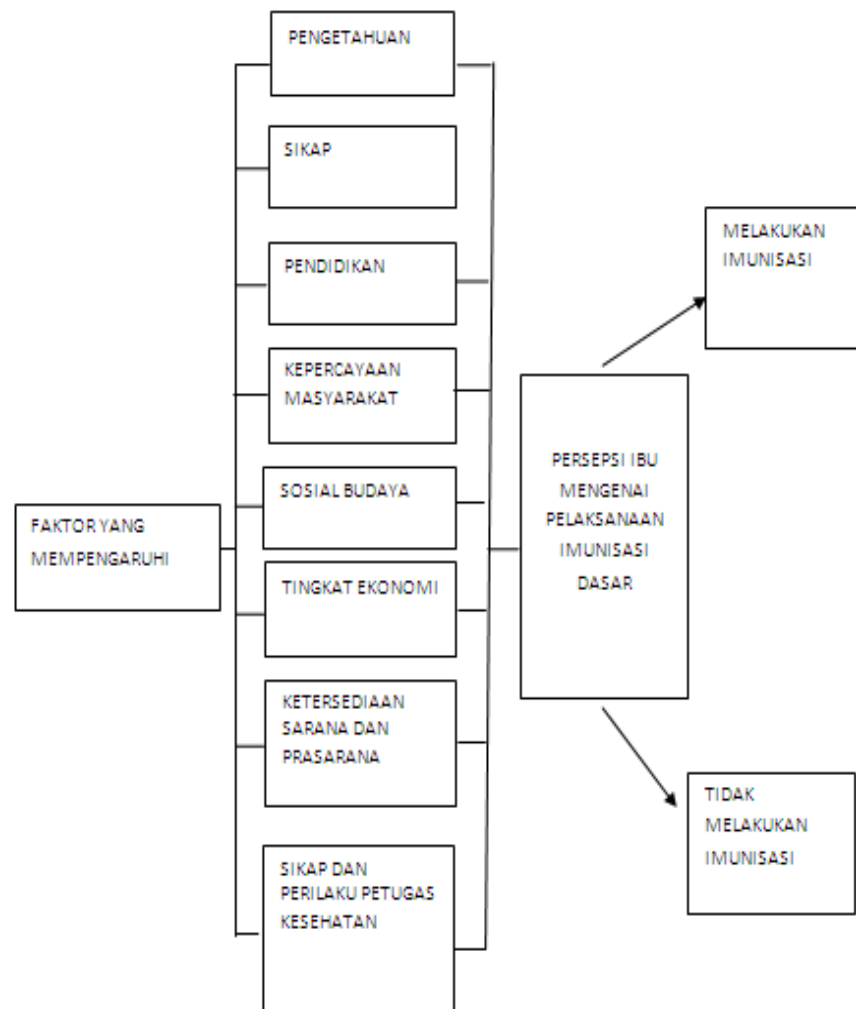 PENGETAHUAN
SIKAP
PENDIDIKAN
KEPERCAYAAN
MASYARAKAT
SOSIAL BUDAYA
TINGKAT EKONOMI
KETERSEDIAAN
SARANA DAN
PRASARANA
SIKAP DAN
PERILAKU PETUGAS
KESEHATAN
FAKTOR YANG
MEMPENGARUHI
PERSEPSI IBU
MENGENAI
PELAKSANAAN
IMUNISASI
DASAR
MELAKUKAN
IMUNISASI
TIDAK
MELAKUKAN
IMUNISASI